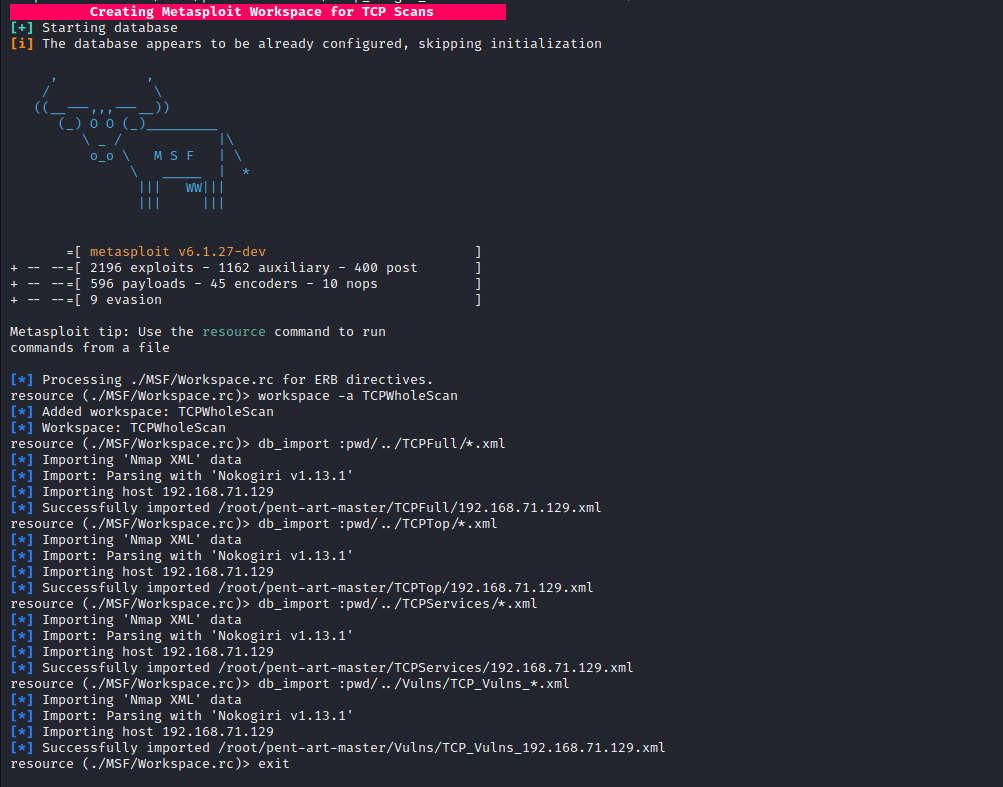 Creating Metasploit Workspace for TCP Scans
[+] Starting database
[i] The database appears to be already configured, skipping initialization
     ,           ,
    /             \
   ((__---,,,---__))
      (_) O O (_)_________
         \ _ /            |\
          o_o \   M S F   | \
               \   _____  |  *
                |||   WW|||
                |||     |||
       =[ metasploit v6.1.27-dev                          ]
+ -- --=[ 2196 exploits - 1162 auxiliary - 400 post       ]
+ -- --=[ 596 payloads - 45 encoders - 10 nops            ]
+ -- --=[ 9 evasion                                       ]
Metasploit tip: Use the resource command to run
commands from a file
[*] Processing ./MSF/Workspace.rc for ERB directives.
resource (./MSF/Workspace.rc)> workspace -a TCPWholeScan
[*] Added workspace: TCPWholeScan
[*] Workspace: TCPWholeScan
resource (./MSF/Workspace.rc)> db_import :pwd/../TCPFull/*.xml
[*] Importing 'Nmap XML' data
[*] Import: Parsing with 'Nokogiri v1.13.1'
[*] Importing host 192.168.71.129
[*] Successfully imported /root/pent-art-master/TCPFull/192.168.71.129.xml
resource (./MSF/Workspace.rc)> db_import :pwd/../TCPTop/*.xml
[*] Importing 'Nmap XML' data
[*] Import: Parsing with 'Nokogiri v1.13.1'
[*] Importing host 192.168.71.129
[*] Successfully imported /root/pent-art-master/TCPTop/192.168.71.129.xml
resource (./MSF/Workspace.rc)> db_import :pwd/../TCPServices/*.xml
[*] Importing 'Nmap XML' data
[*] Import: Parsing with 'Nokogiri v1.13.1'
[*] Importing host 192.168.71.129
[*] Successfully imported /root/pent-art-master/TCPServices/192.168.71.129.xml
resource (./MSF/Workspace.rc)> db_import :pwd/../Vulns/TCP_Vulns_*.xml
[*] Importing 'Nmap XML' data
[*] Import: Parsing with 'Nokogiri v1.13.1'
[*] Importing host 192.168.71.129
[*] Successfully imported /root/pent-art-master/Vulns/TCP_Vulns_192.168.71.129.xml
resource (./MSF/Workspace.rc)> exit